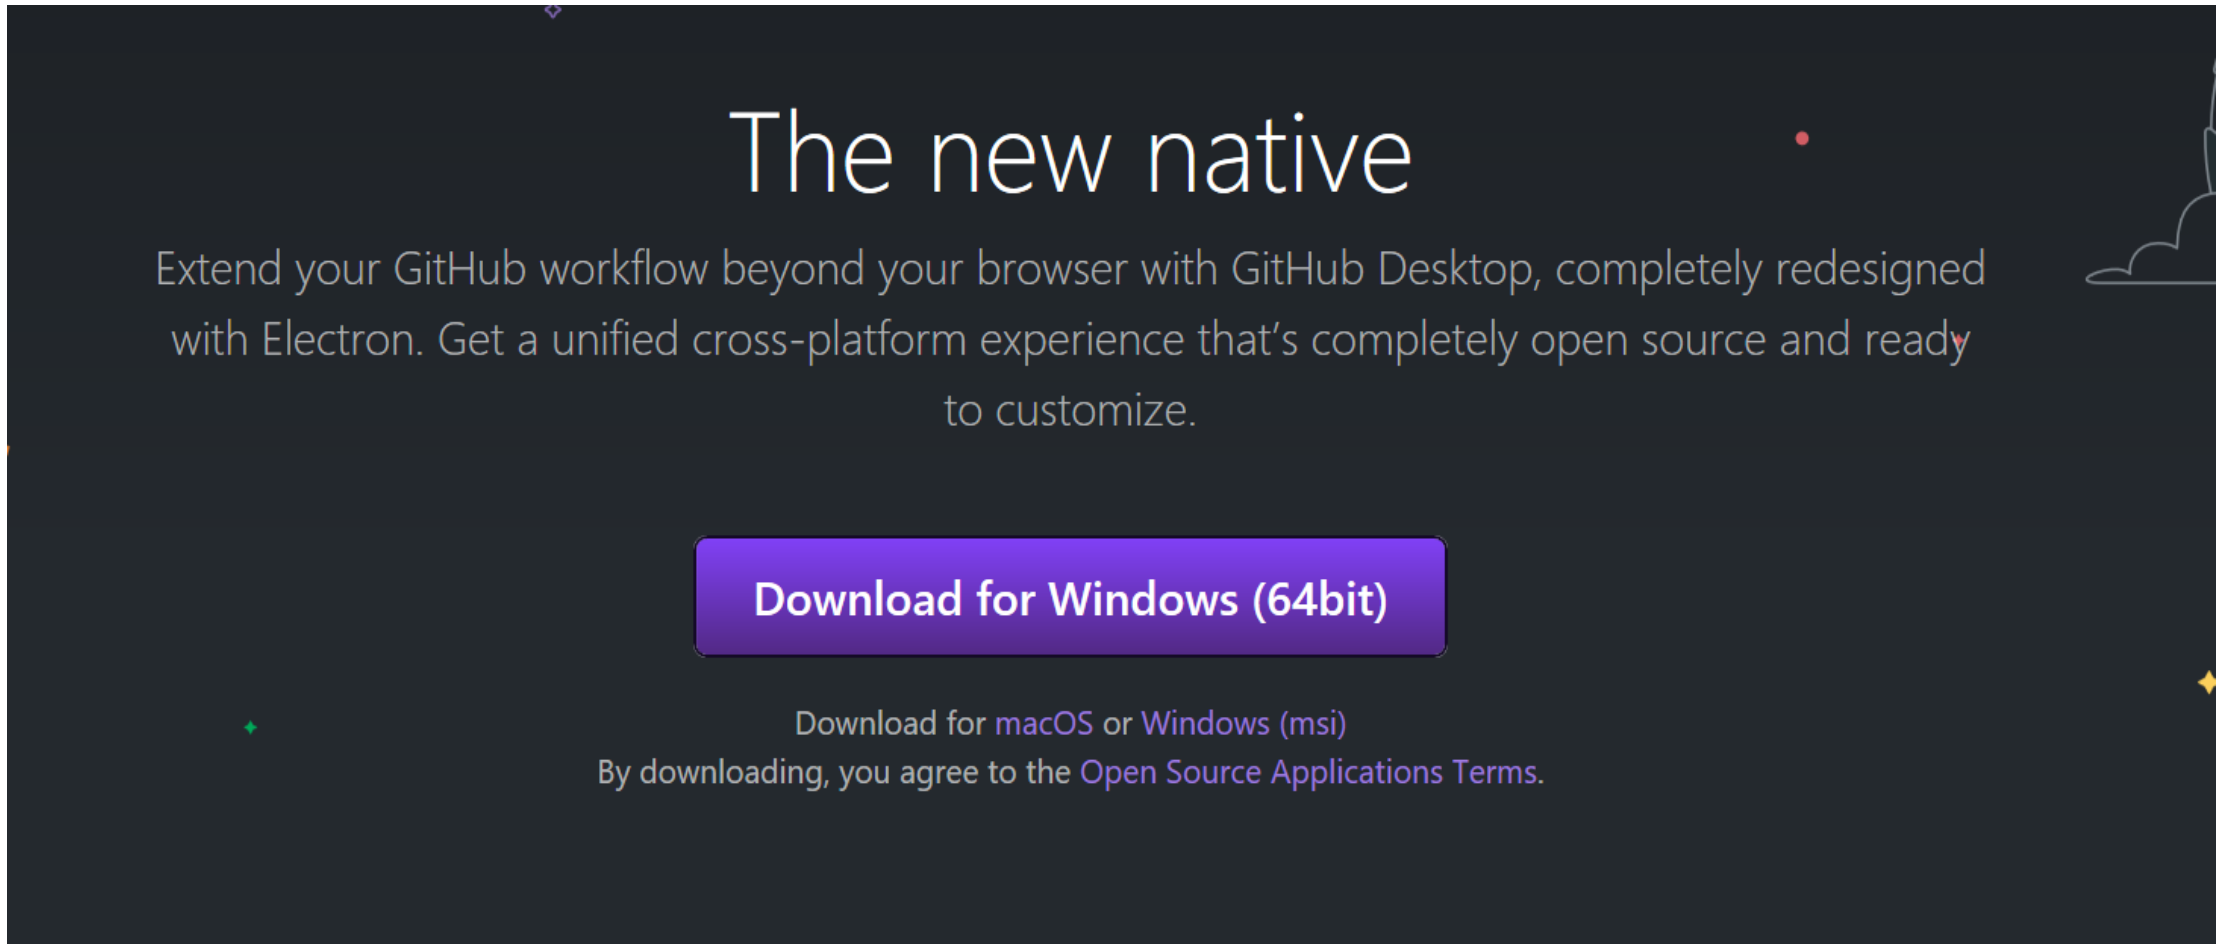 The new native
Extend your GitHub workflow beyond your browser with GitHub Desktop, completely redesigned
with Electron. Get a unified cross-platform experience that’s completely open source and ready
to customize.
Download for Windows (64bit)
Download for macOS or Windows (msi)
By downloading, you agree to the Open Source Applications Terms.